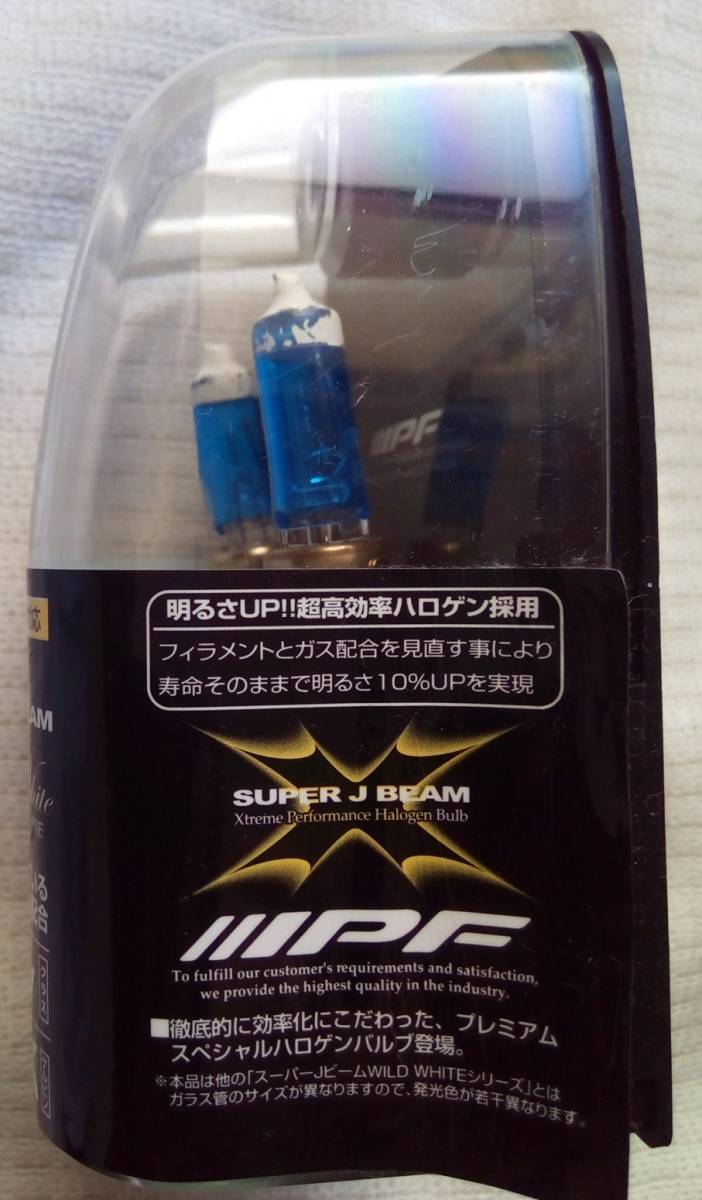 IPF
明るさUP!!超高効率ハロゲン採用
フィラメントとガス配合を見直す事により
寿命そのままで明るさ10%UPを実現
SUPER J BEAM
Xtreme Performance Halogen Bulb
IPF
To fulfill our customer's requirements and satisfaction,
we provide the highest quality in the industry.
■徹底的に効率化にこだわった、プレミアム
スペシャルハロゲンバルブ登場。
※本品は他の「スーパーJビームWILD WHITEシリーズ」とは
ガラス管のサイズが異なりますので、発光色が若干異なります。
応
AM